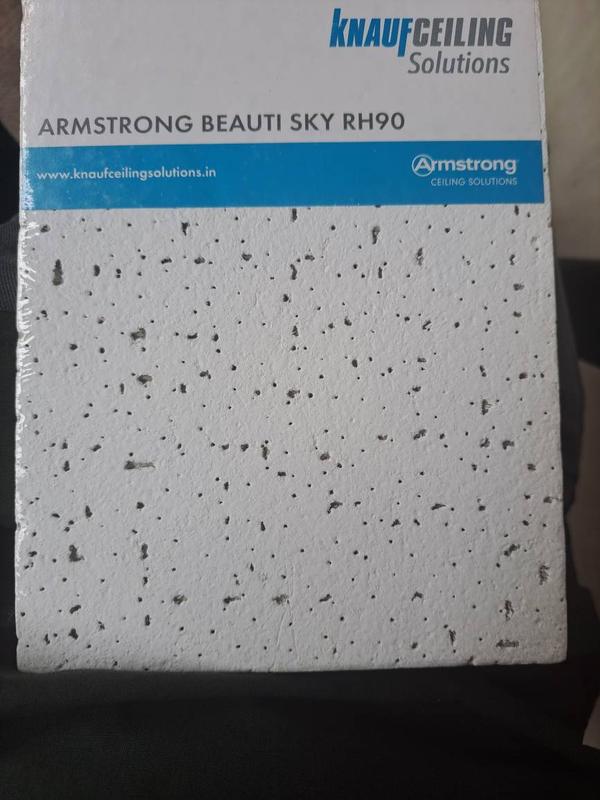 KNAUFCEILING
Solutions
ARMSTRONG BEAUTI SKY RH90
www.knaufceilingsolutions.in
Armstrong
CEILING SOLUTIONS